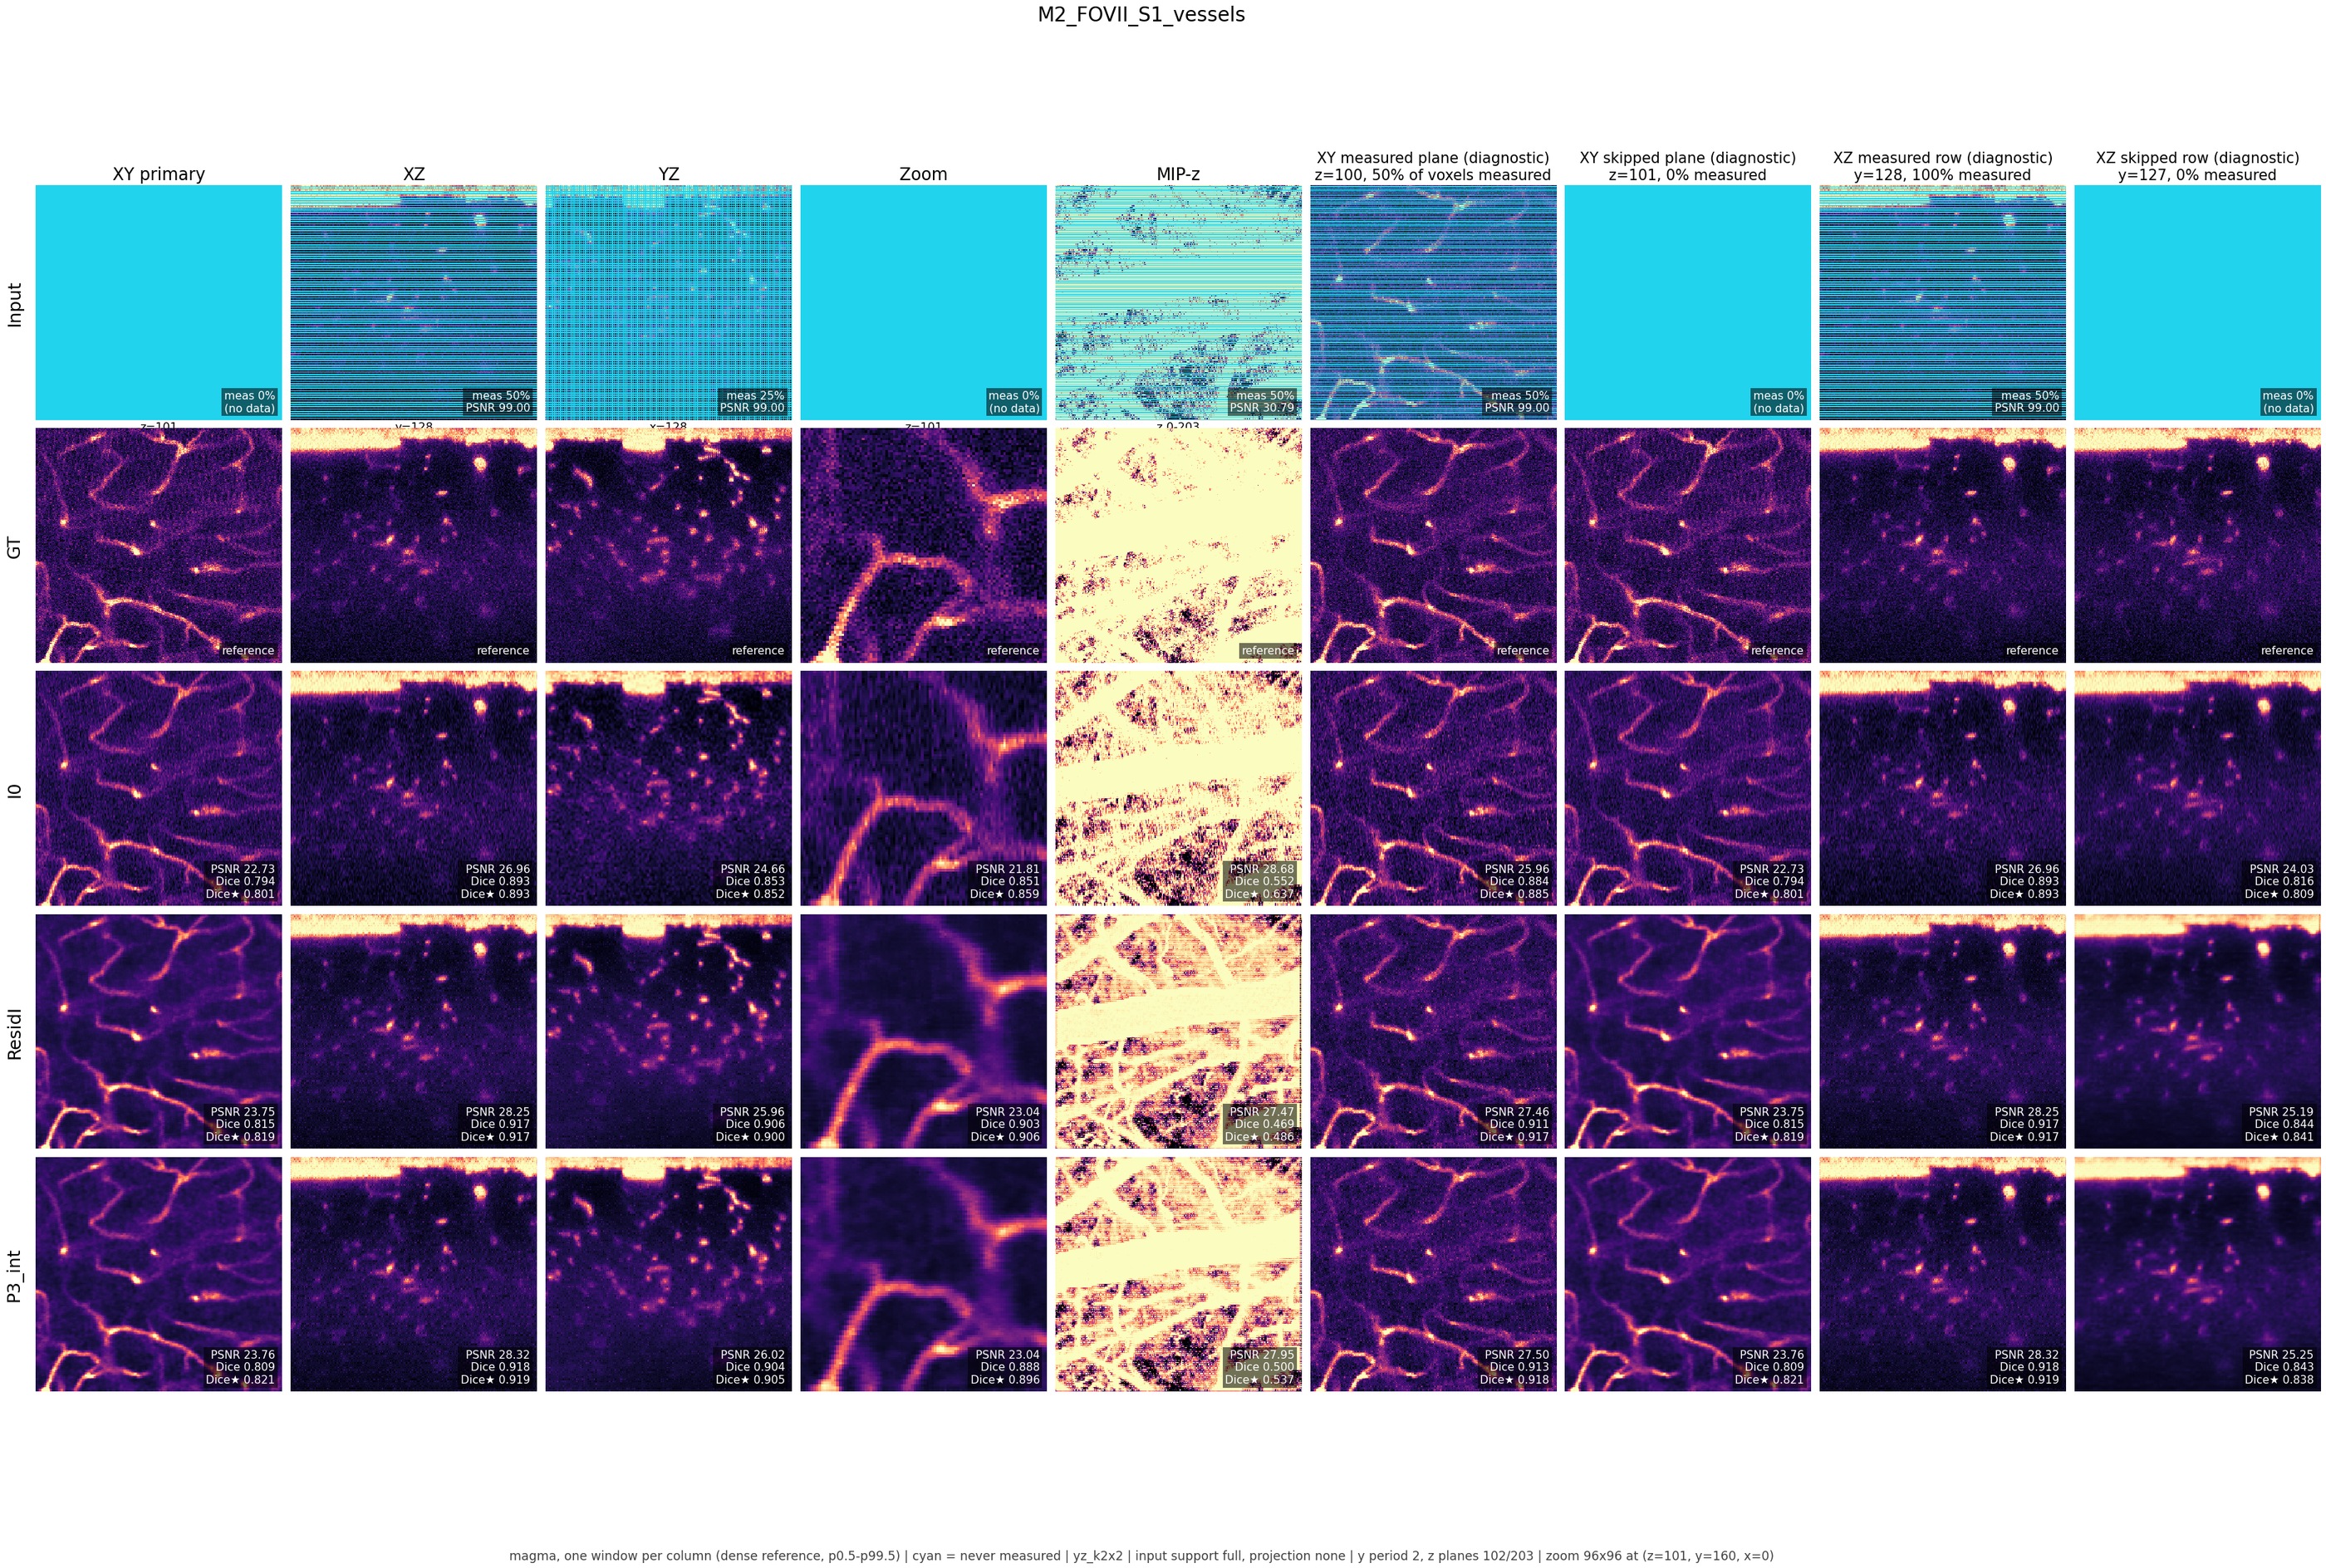 M2_FOVII_S1_vessels
XY primary
XZ
YZ
Zoom
MIP-z
XY measured plane (diagnostic)
z=100, 50% of voxels measured
XY skipped plane (diagnostic)
z=101, 0% measured
XZ measured row (diagnostic)
y=128, 100% measured
XZ skipped row (diagnostic)
y=127, 0% measured
Input
meas 0%
(no data)
meas 50%
PSNR 99.00
meas 25%
PSNR 99.00
meas 0%
(no data)
meas 50%
PSNR 30.79
meas 50%
PSNR 99.00
meas 0%
(no data)
meas 50%
PSNR 99.00
meas 0%
(no data)
z=101
y=128
x=128
z=101
z 0-203
GT
reference
reference
reference
reference
reference
reference
reference
reference
reference
I0
PSNR 22.73
Dice 0.794
Dice★ 0.801
PSNR 26.96
Dice 0.893
Dice★ 0.893
PSNR 24.66
Dice 0.853
Dice★ 0.852
PSNR 21.81
Dice 0.851
Dice★ 0.859
PSNR 28.68
Dice 0.552
Dice★ 0.637
PSNR 25.96
Dice 0.884
Dice★ 0.885
PSNR 22.73
Dice 0.794
Dice★ 0.801
PSNR 26.96
Dice 0.893
Dice★ 0.893
PSNR 24.03
Dice 0.816
Dice★ 0.809
ResidI
PSNR 23.75
Dice 0.815
Dice★ 0.819
PSNR 28.25
Dice 0.917
Dice★ 0.917
PSNR 25.96
Dice 0.906
Dice★ 0.900
PSNR 23.04
Dice 0.903
Dice★ 0.906
PSNR 27.47
Dice 0.469
Dice★ 0.486
PSNR 27.46
Dice 0.911
Dice★ 0.917
PSNR 23.75
Dice 0.815
Dice★ 0.819
PSNR 28.25
Dice 0.917
Dice★ 0.917
PSNR 25.19
Dice 0.844
Dice★ 0.841
P3_int
PSNR 23.76
Dice 0.809
Dice★ 0.821
PSNR 28.32
Dice 0.918
Dice★ 0.919
PSNR 26.02
Dice 0.904
Dice★ 0.905
PSNR 23.04
Dice 0.888
Dice★ 0.896
PSNR 27.95
Dice 0.500
Dice★ 0.537
PSNR 27.50
Dice 0.913
Dice★ 0.918
PSNR 23.76
Dice 0.809
Dice★ 0.821
PSNR 28.32
Dice 0.918
Dice★ 0.919
PSNR 25.25
Dice 0.843
Dice★ 0.838
magma, one window per column (dense reference, p0.5-p99.5) | cyan = never measured | yz_k2x2 | input support full, projection none | y period 2, z planes 102/203 | zoom 96x96 at (z=101, y=160, x=0)